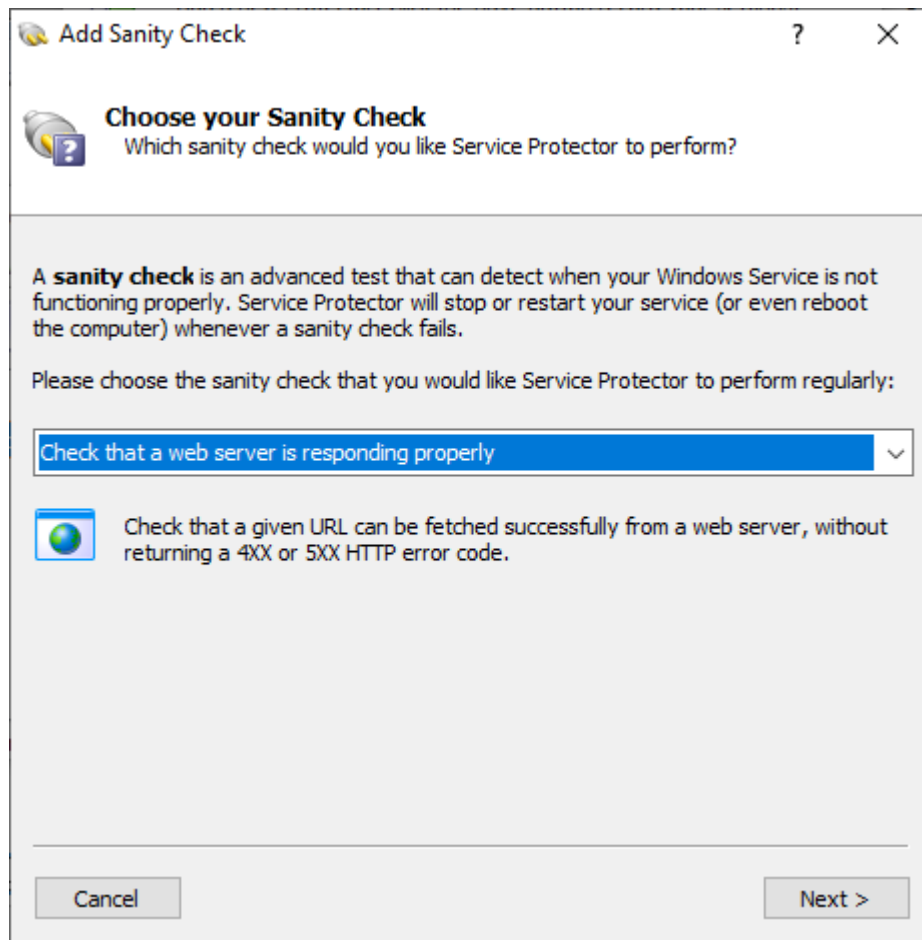 Add Sanity Check
?
Choose your Sanity Check
Which sanity check would you like Service Protector to perform?
A sanity check is an advanced test that can detect when your Windows Service is not
functioning properly. Service Protector will stop or restart your service (or even reboot
the computer) whenever a sanity check fails.
Please choose the sanity check that you would like Service Protector to perform regularly:
Check that a web server is responding properly
Check that a given URL can be fetched successfully from a web server, without
returning a 4XX or 5XX HTTP error code.
Cancel
Next >